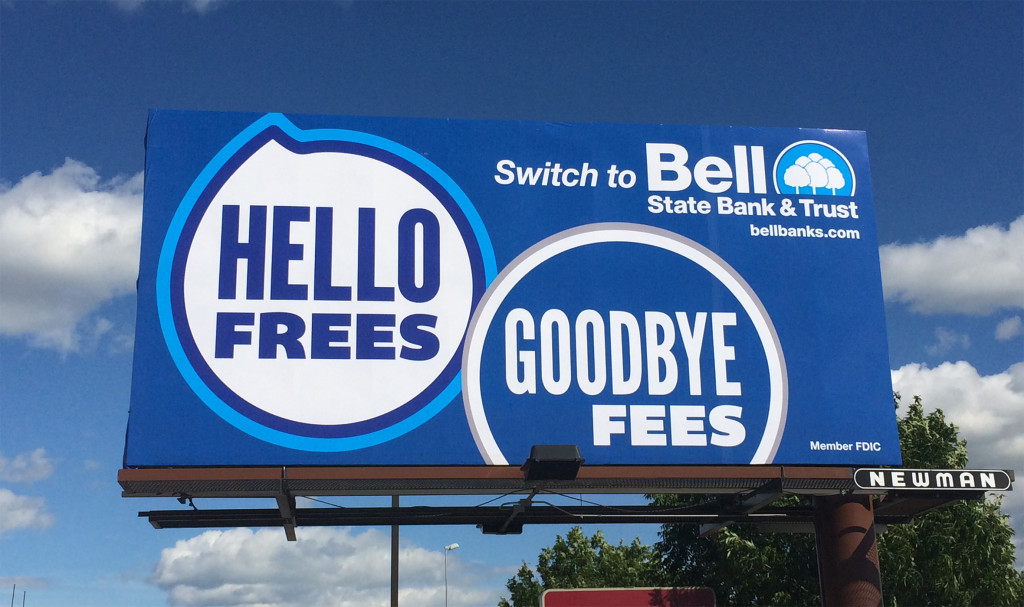 HELLO
FREES
Switch to Bell
State Bank & Trust
bellbanks.com
GOODBYE
FEES
Member FDIC
NEWMAN